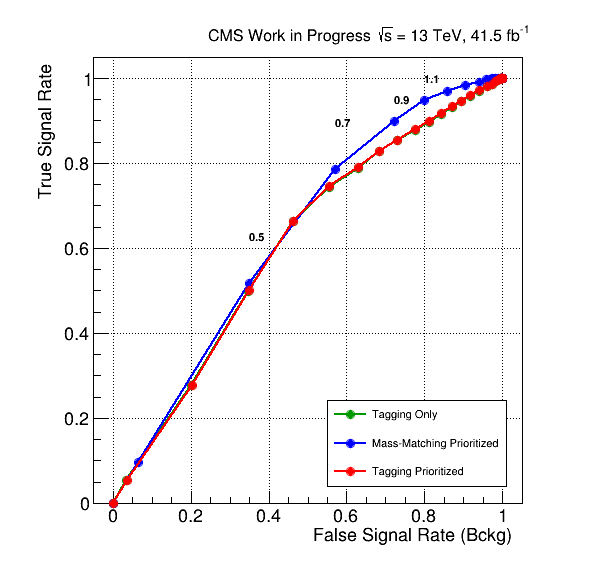 CMS Work in Progress √s = 13 TeV, 41.5 fb⁻¹
True Signal Rate
1
0.8
0.6
0.4
0.2
0
1.1
0.9
0.7
0.5
Tagging Only
Mass-Matching Prioritized
Tagging Prioritized
0 0.2 0.4 0.6 0.8 1
False Signal Rate (Bckg)